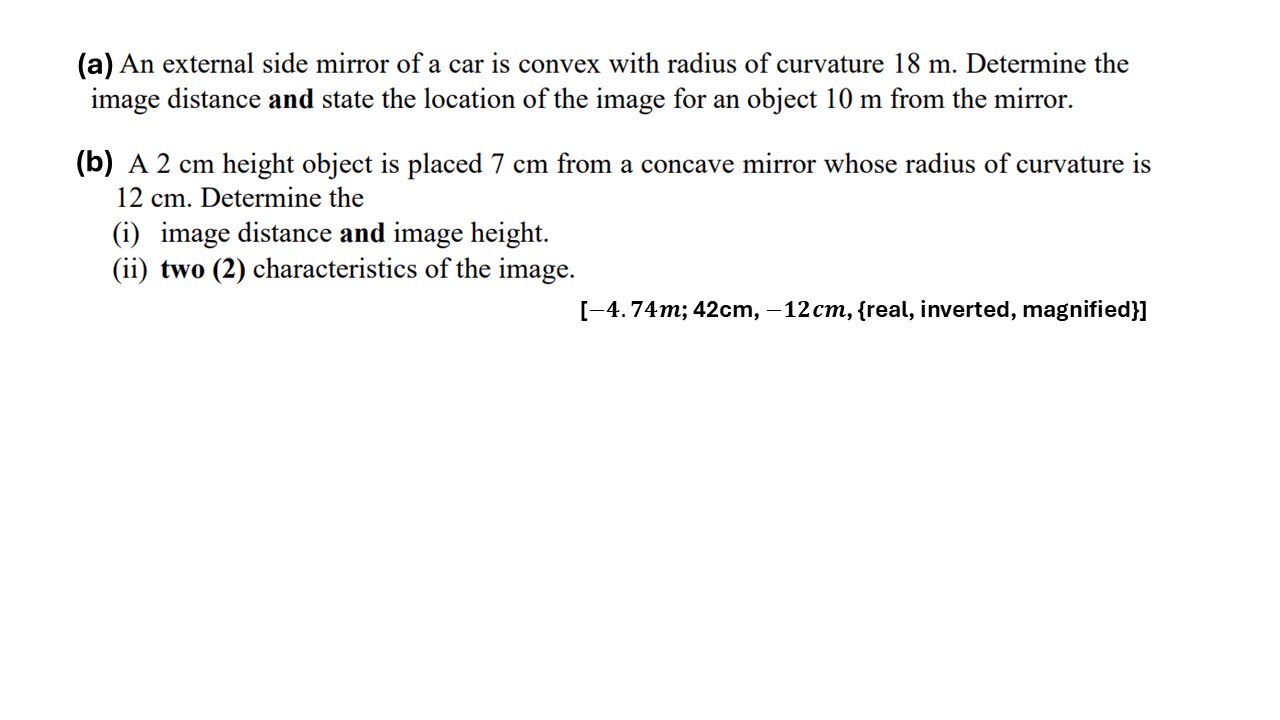 (a) An external side mirror of a car is convex with radius of curvature 18 m. Determine the
image distance and state the location of the image for an object 10 m from the mirror.
(b) A 2 cm height object is placed 7 cm from a concave mirror whose radius of curvature is
12 cm. Determine the
(i) image distance and image height.
(ii) two (2) characteristics of the image.
[−4.74m; 42cm, −12cm, {real, inverted, magnified}]